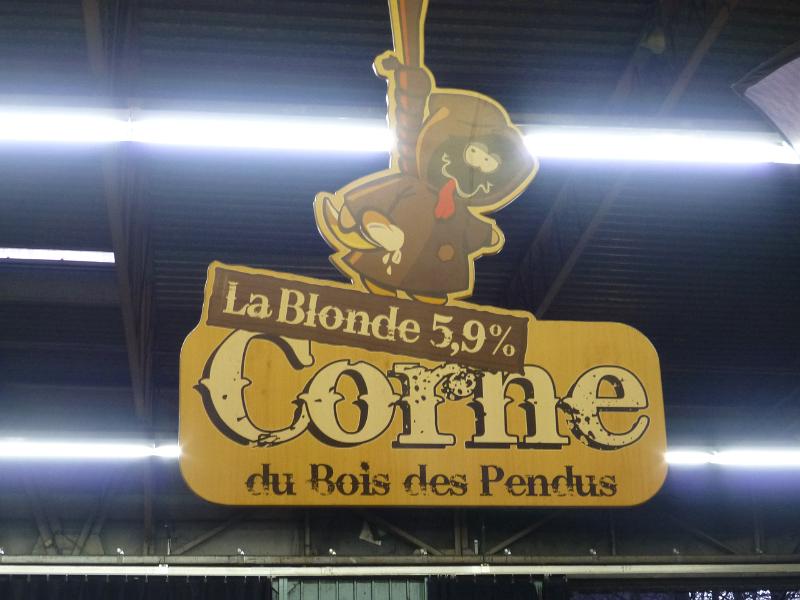 La Blonde 5,9%
Corne
du Bois des Pendus